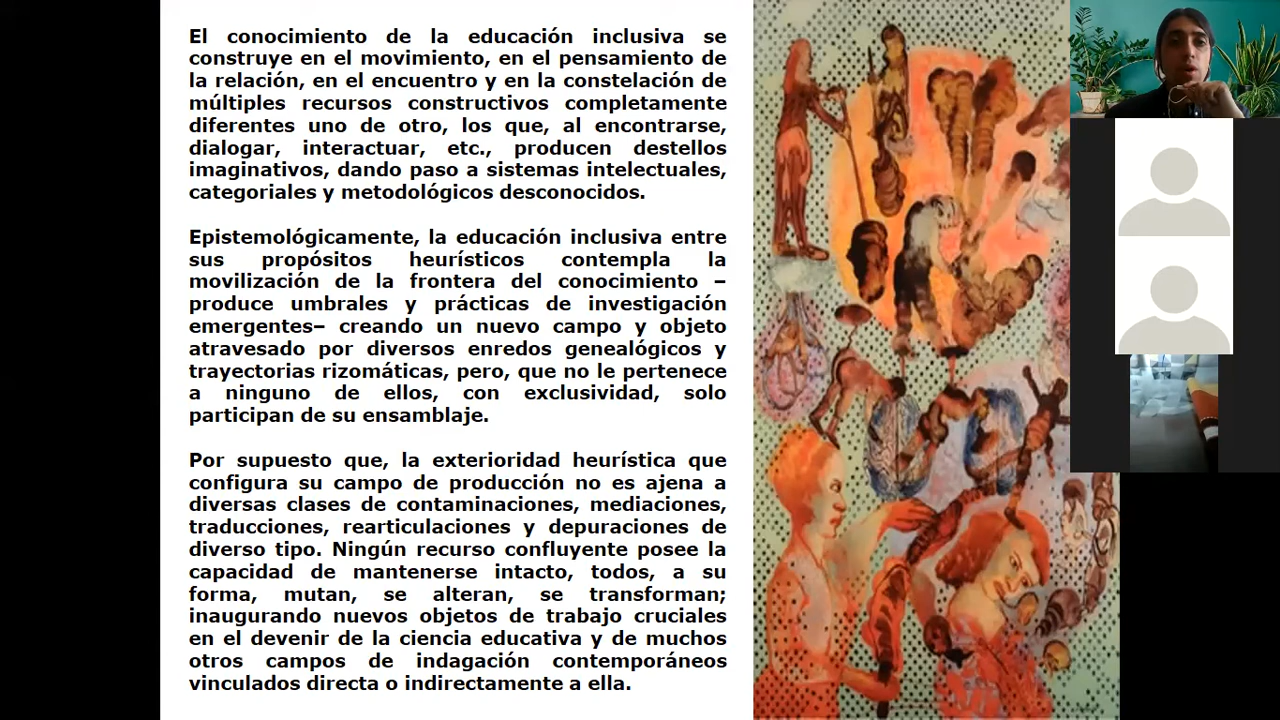 El conocimiento de la educación inclusiva se
construye en el movimiento, en el pensamiento de
la relación, en el encuentro y en la constelación de
múltiples recursos constructivos completamente
diferentes uno de otro, los que, al encontrarse,
dialogar, interactuar, etc., producen destellos
imaginativos, dando paso a sistemas intelectuales,
categoriales y metodológicos desconocidos.
Epistemológicamente, la educación inclusiva entre
sus propósitos heurísticos contempla la
movilización de la frontera del conocimiento –
produce umbrales y prácticas de investigación
emergentes– creando un nuevo campo y objeto
atravesado por diversos enredos genealógicos y
trayectorias rizomáticas, pero, que no le pertenece
a ninguno de ellos, con exclusividad, solo
participan de su ensamblaje.
Por supuesto que, la exterioridad heurística que
configura su campo de producción no es ajena a
diversas clases de contaminaciones, mediaciones,
traducciones, rearticulaciones y depuraciones de
diverso tipo. Ningún recurso confluyente posee la
capacidad de mantenerse intacto, todos, a su
forma, mutan, se alteran, se transforman;
inaugurando nuevos objetos de trabajo cruciales
en el devenir de la ciencia educativa y de muchos
otros campos de indagación contemporáneos
vinculados directa o indirectamente a ella.